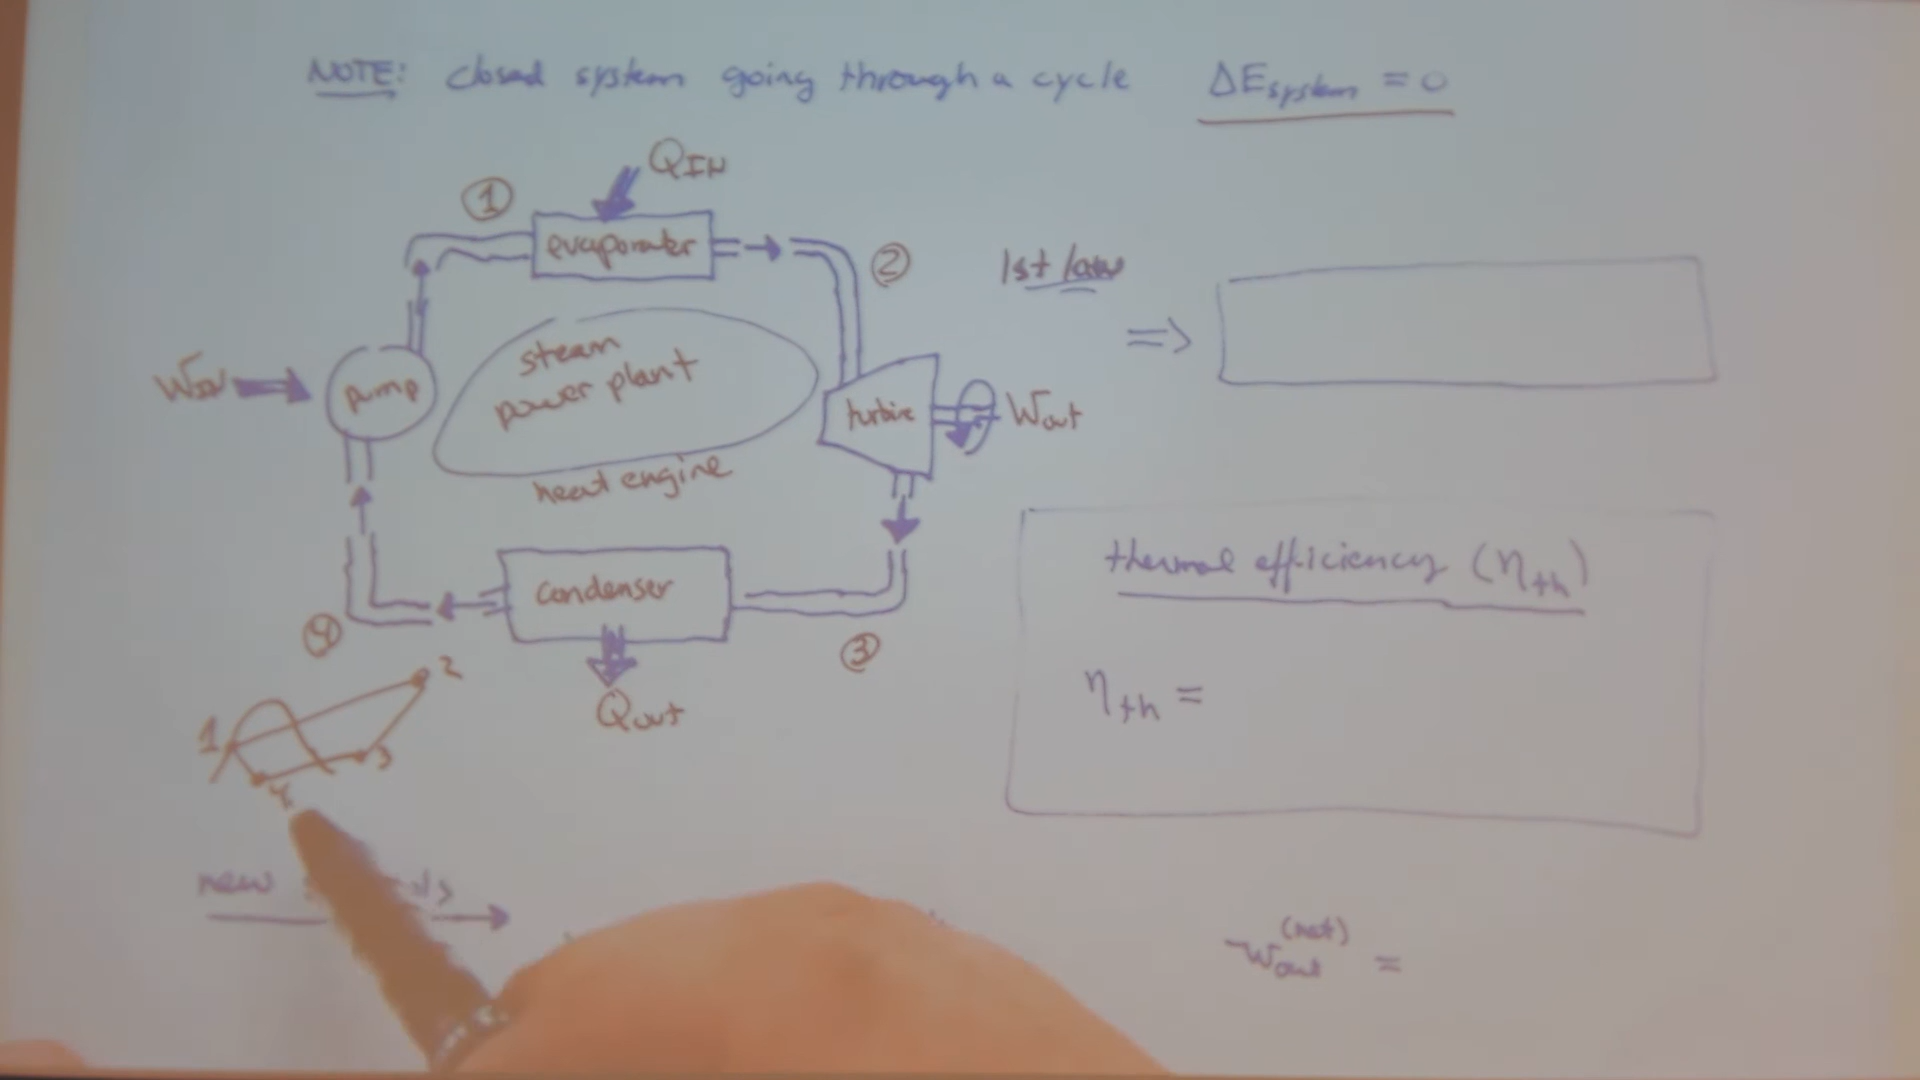 NOTE: closed system going through a cycle ΔEsystem = 0
QIN
1
evaporator
2
1st law
=>
steam
power plant
WIN
pump
turbine
Wout
heat engine
condenser
thermal efficiency (ηth)
4
3
2
Qout
ηth =
1
3
4
new
Wout (net) =